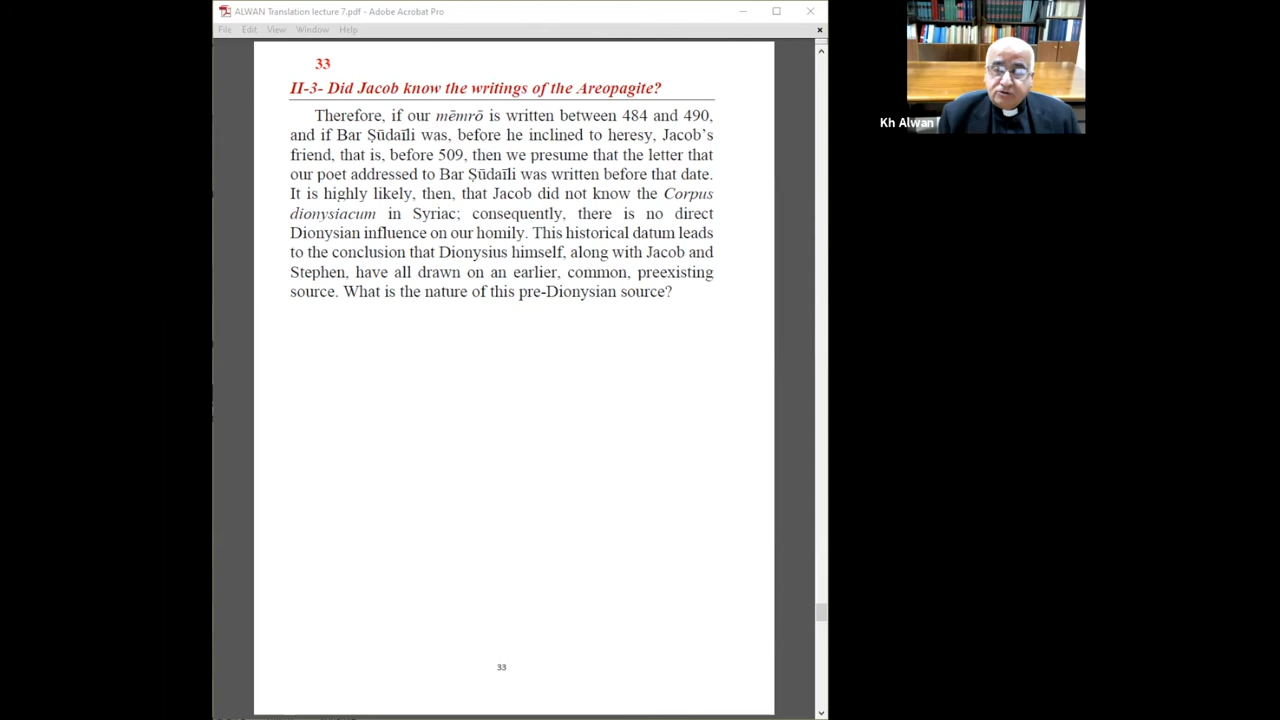 ALWAN Translation lecture 7.pdf - Adobe Acrobat Pro
File Edit View Window Help
33
II-3- Did Jacob know the writings of the Areopagite?
Therefore, if our mēmrō is written between 484 and 490,
and if Bar Ṣūdaīli was, before he inclined to heresy, Jacob’s
friend, that is, before 509, then we presume that the letter that
our poet addressed to Bar Ṣūdaīli was written before that date.
It is highly likely, then, that Jacob did not know the Corpus
dionysiacum in Syriac; consequently, there is no direct
Dionysian influence on our homily. This historical datum leads
to the conclusion that Dionysius himself, along with Jacob and
Stephen, have all drawn on an earlier, common, preexisting
source. What is the nature of this pre-Dionysian source?
33
Kh Alwan